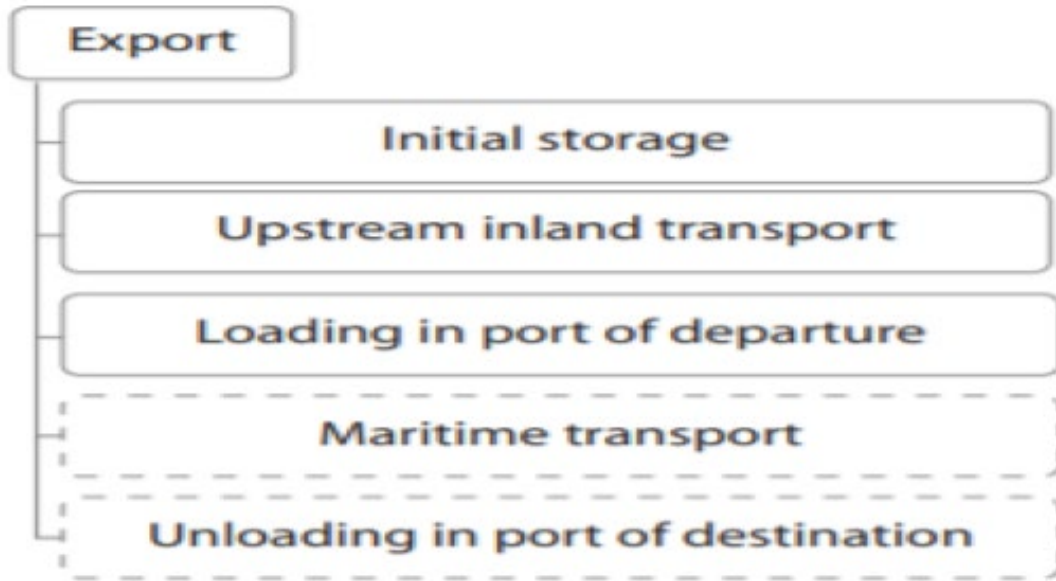 Export
Initial storage
Upstream inland transport
Loading in port of departure
Maritime transport
Unloading in port of destination